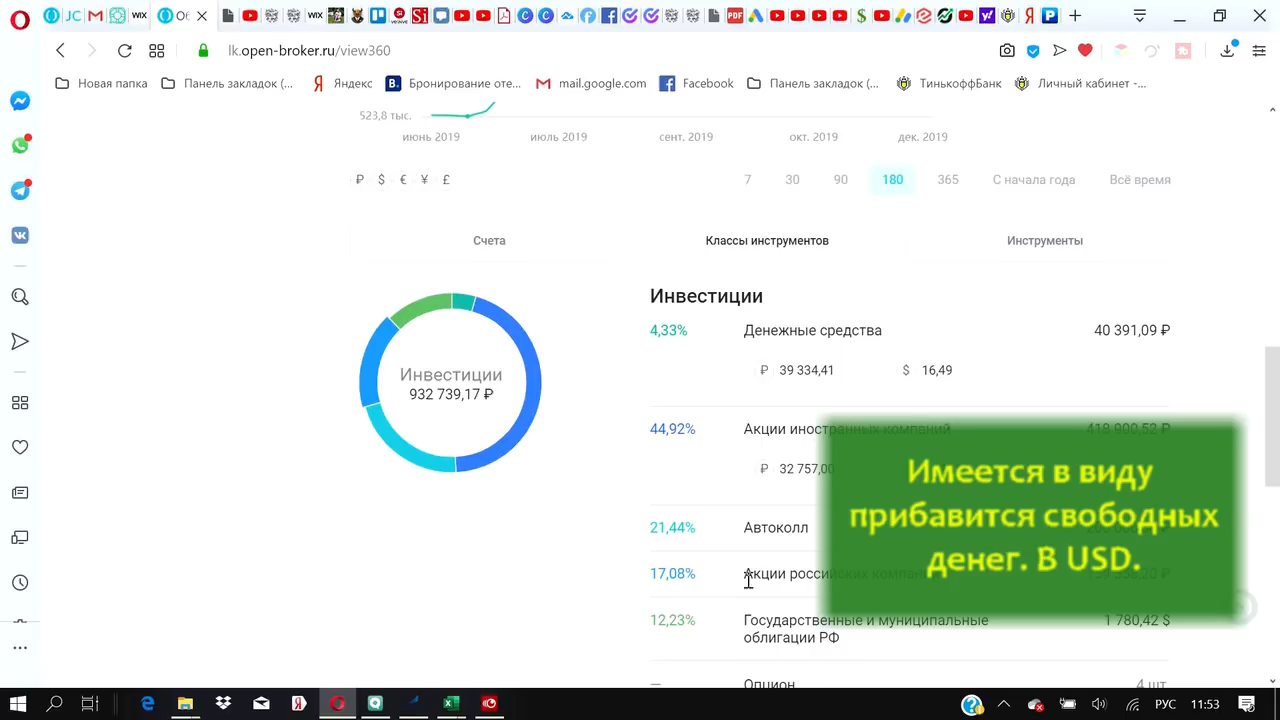 lk.open-broker.ru/view360
Новая папка
Панель закладок (...
Яндекс
Бронирование оте...
mail.google.com
Facebook
Панель закладок (...
ТинькоффБанк
Личный кабинет -...
523,8 тыс.
июнь 2019 июль 2019 сент. 2019 окт. 2019 дек. 2019
₽ $ € ¥ £ 7 30 90 180 365 С начала года Всё время
Счета Классы инструментов Инструменты
Инвестиции
932 739,17 ₽
Инвестиции
4,33% Денежные средства 40 391,09 ₽
₽ 39 334,41 $ 16,49
44,92% Акции иностранных компаний
₽ 32 757,00
21,44% Автоколл
17,08% Акции российских компаний
12,23% Государственные и муниципальные 1 780,42 $
облигации РФ
— Опцион 4 шт.
Имеется в виду
прибавится свободных
денег. В USD.
РУС 11:53